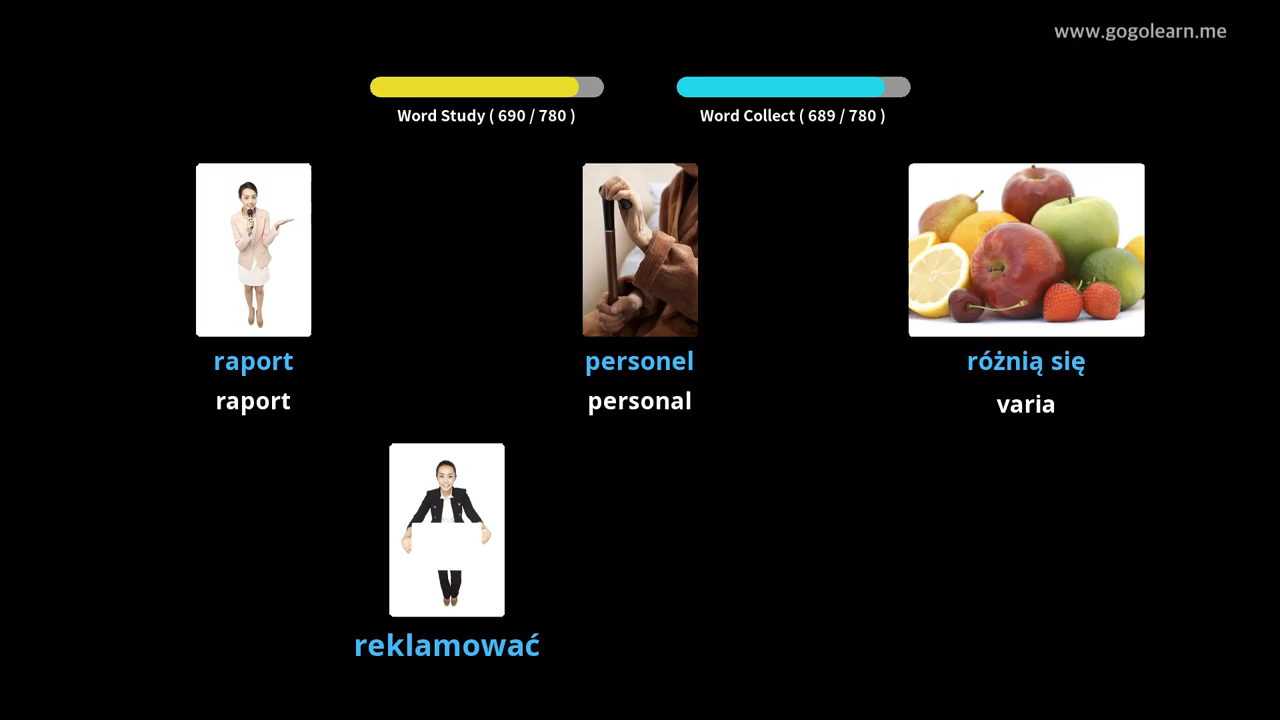 www.gogolearn.me
Word Study ( 690 / 780 )
Word Collect ( 689 / 780 )
raport
raport
personel
personal
różnią się
varia
reklamować